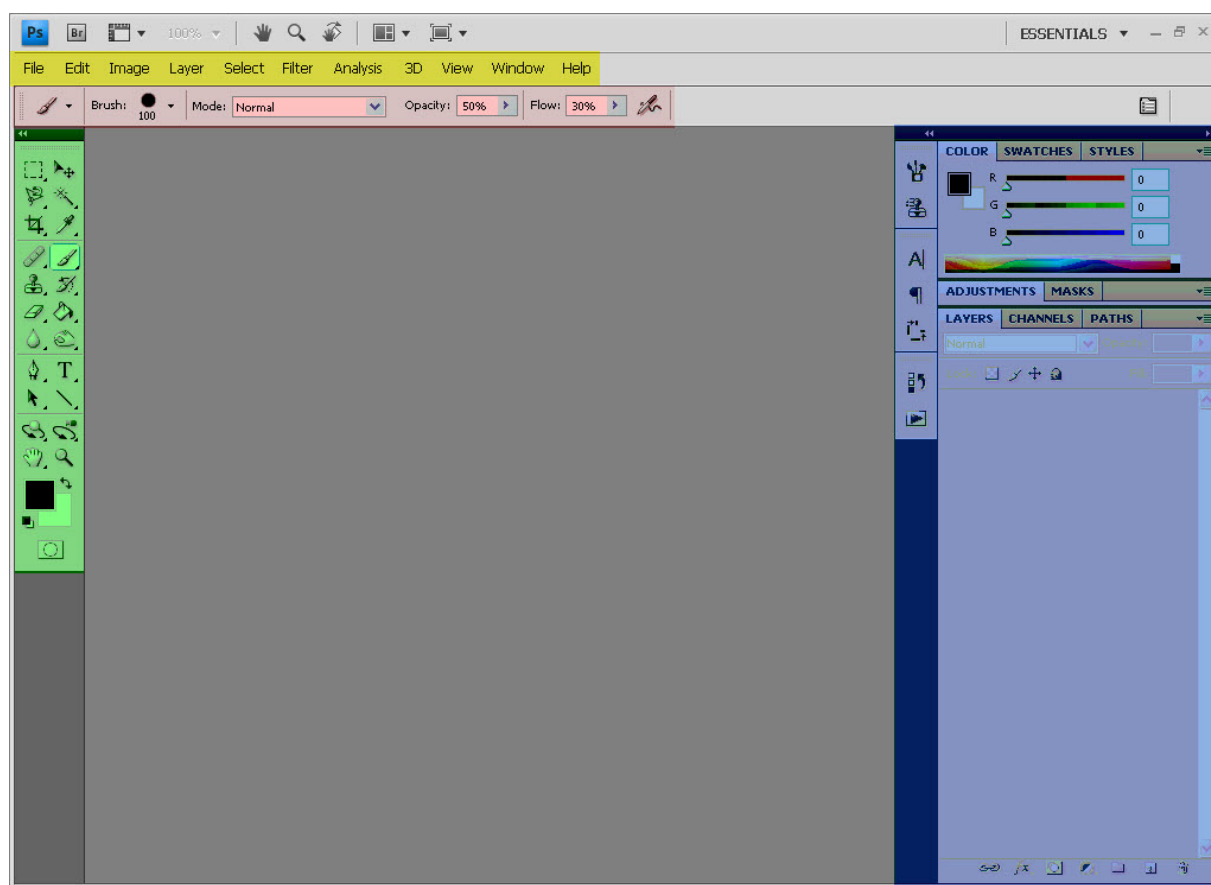 Ps Br 100% ESSENTIALS
File Edit Image Layer Select Filter Analysis 3D View Window Help
Brush: 100 Mode: Normal Opacity: 50% Flow: 30%
COLOR SWATCHES STYLES
R 0
G 0
B 0
A
ADJUSTMENTS MASKS
LAYERS CHANNELS PATHS
Normal
T
fx